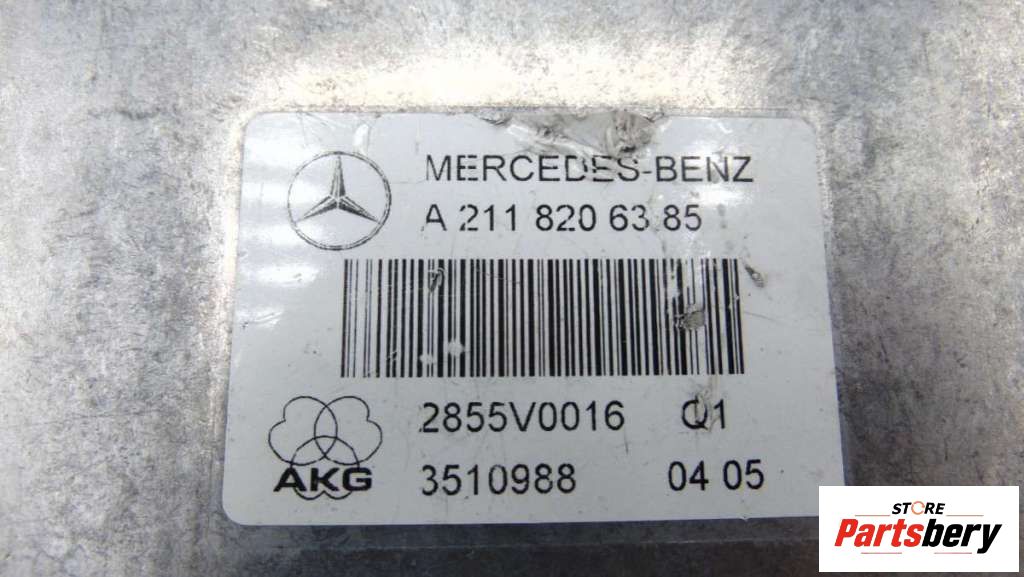 MERCEDES-BENZ
A 211 820 63 85
2855V0016 Q1
AKG
3510988 04 05
STORE
Partsbery